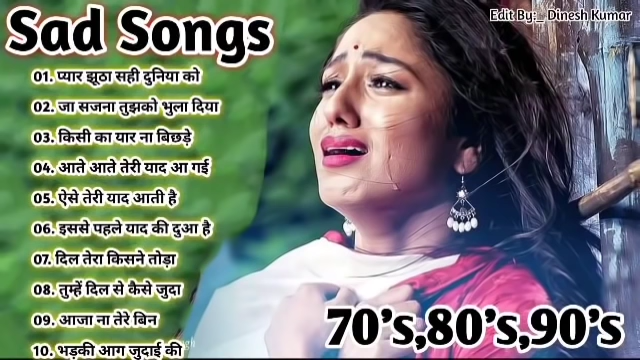 Sad Songs
Edit By:_ Dinesh Kumar
01. प्यार झूठा सही दुनिया को
02. जा सजना तुझको भुला दिया
03. किसी का यार ना बिछड़े
04. आते आते तेरी याद आ गई
05. ऐसे तेरी याद आती है
06. इससे पहले याद की दुआ है
07. दिल तेरा किसने तोड़ा
08. तुम्हें दिल से कैसे जुदा
09. आजा ना तेरे बिन
10. भड़की आग जुदाई की
70's,80's,90's